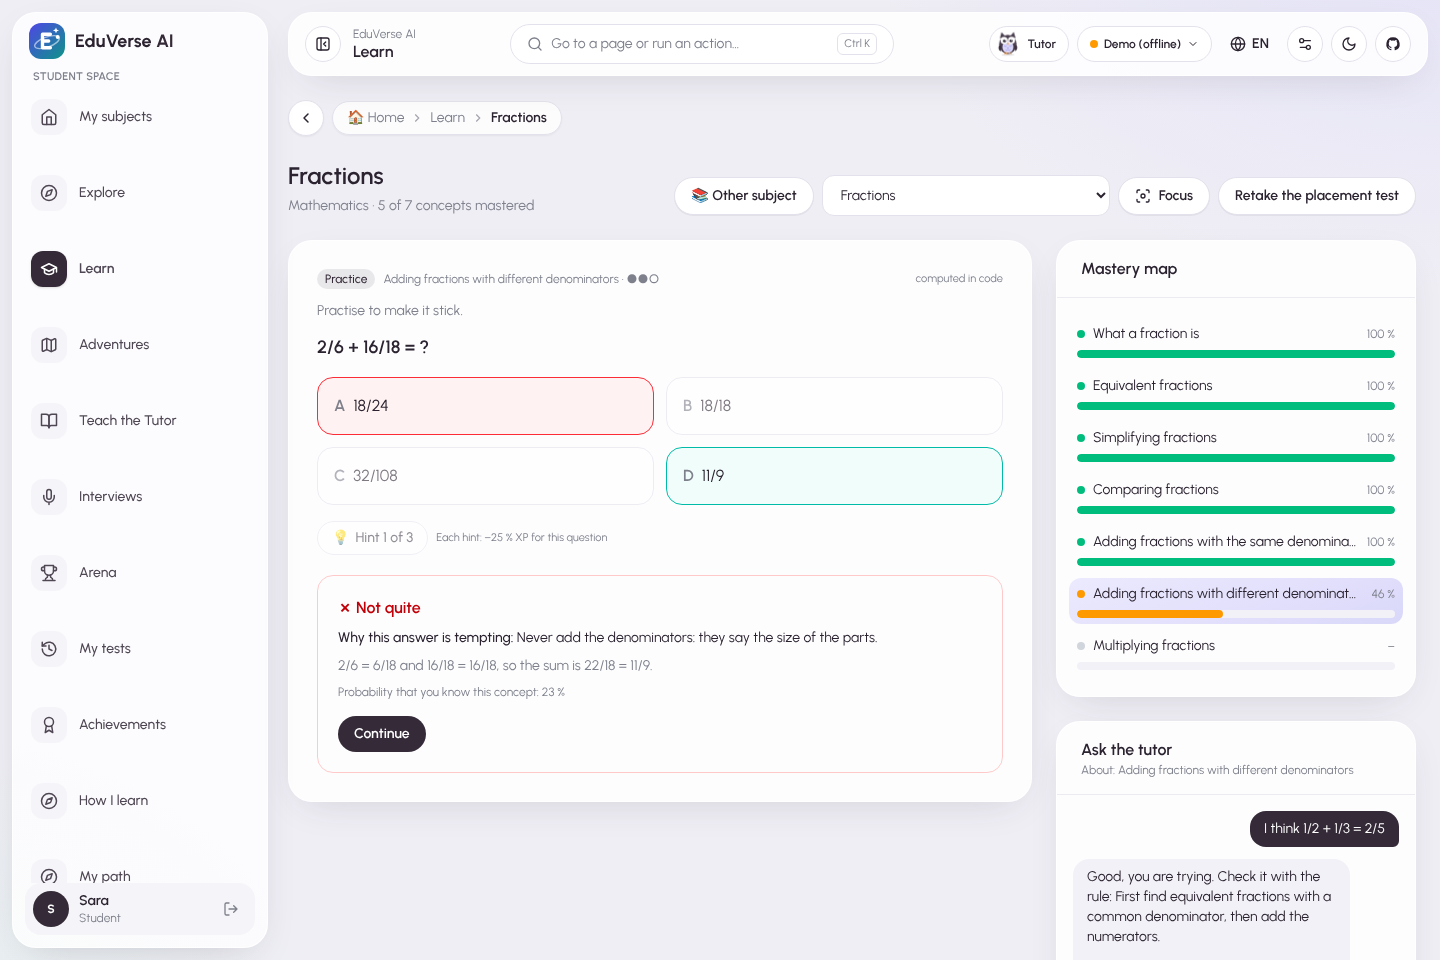 EduVerse AI
STUDENT SPACE
My subjects
Explore
Learn
Adventures
Teach the Tutor
Interviews
Arena
My tests
Achievements
How I learn
My path
S
Sara
Student
EduVerse AI
Learn
Go to a page or run an action...
Ctrl K
Tutor
Demo (offline)
EN
Home
Learn
Fractions
Fractions
Mathematics · 5 of 7 concepts mastered
Other subject
Fractions
Focus
Retake the placement test
Practice
Adding fractions with different denominators ·
computed in code
Practise to make it stick.
2/6 + 16/18 = ?
A 18/24
B 18/18
C 32/108
D 11/9
Hint 1 of 3
Each hint: −25 % XP for this question
Not quite
Why this answer is tempting: Never add the denominators: they say the size of the parts.
2/6 = 6/18 and 16/18 = 16/18, so the sum is 22/18 = 11/9.
Probability that you know this concept: 23 %
Continue
Mastery map
What a fraction is 100 %
Equivalent fractions 100 %
Simplifying fractions 100 %
Comparing fractions 100 %
Adding fractions with the same denomina... 100 %
Adding fractions with different denominat... 46 %
Multiplying fractions –
Ask the tutor
About: Adding fractions with different denominators
I think 1/2 + 1/3 = 2/5
Good, you are trying. Check it with the
rule: First find equivalent fractions with a
common denominator, then add the
numerators.